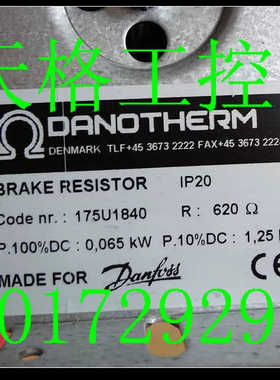 天格工控
DANOTHERM
DENMARK TLF+45 3673 2222 FAX+45 3673 22
BRAKE RESISTOR IP20
Code nr. : 175U1840 R : 620 Ω
P.100%DC : 0,065 kW P.10%DC : 1,25
MADE FOR Danfoss
0172929